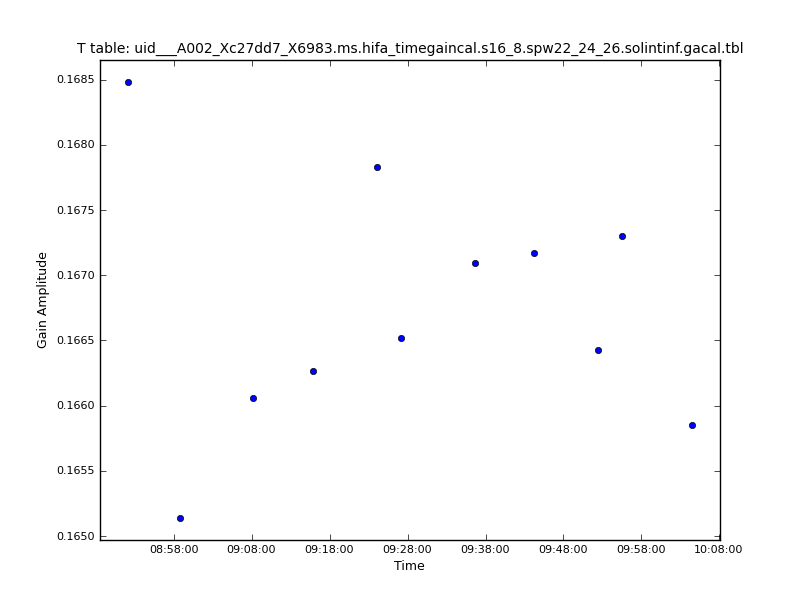 T table: uid___A002_Xc27dd7_X6983.ms.hifa_timegaincal.s16_8.spw22_24_26.solintinf.gacal.tbl
0.1685
0.1680
0.1675
0.1670
0.1665
0.1660
0.1655
0.1650
Gain Amplitude
08:58:00 09:08:00 09:18:00 09:28:00 09:38:00 09:48:00 09:58:00 10:08:00
Time